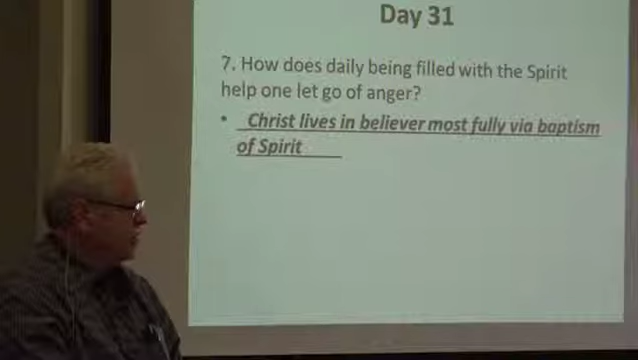 Day 31
7. How does daily being filled with the Spirit
help one let go of anger?
• Christ lives in believer most fully via baptism
of Spirit